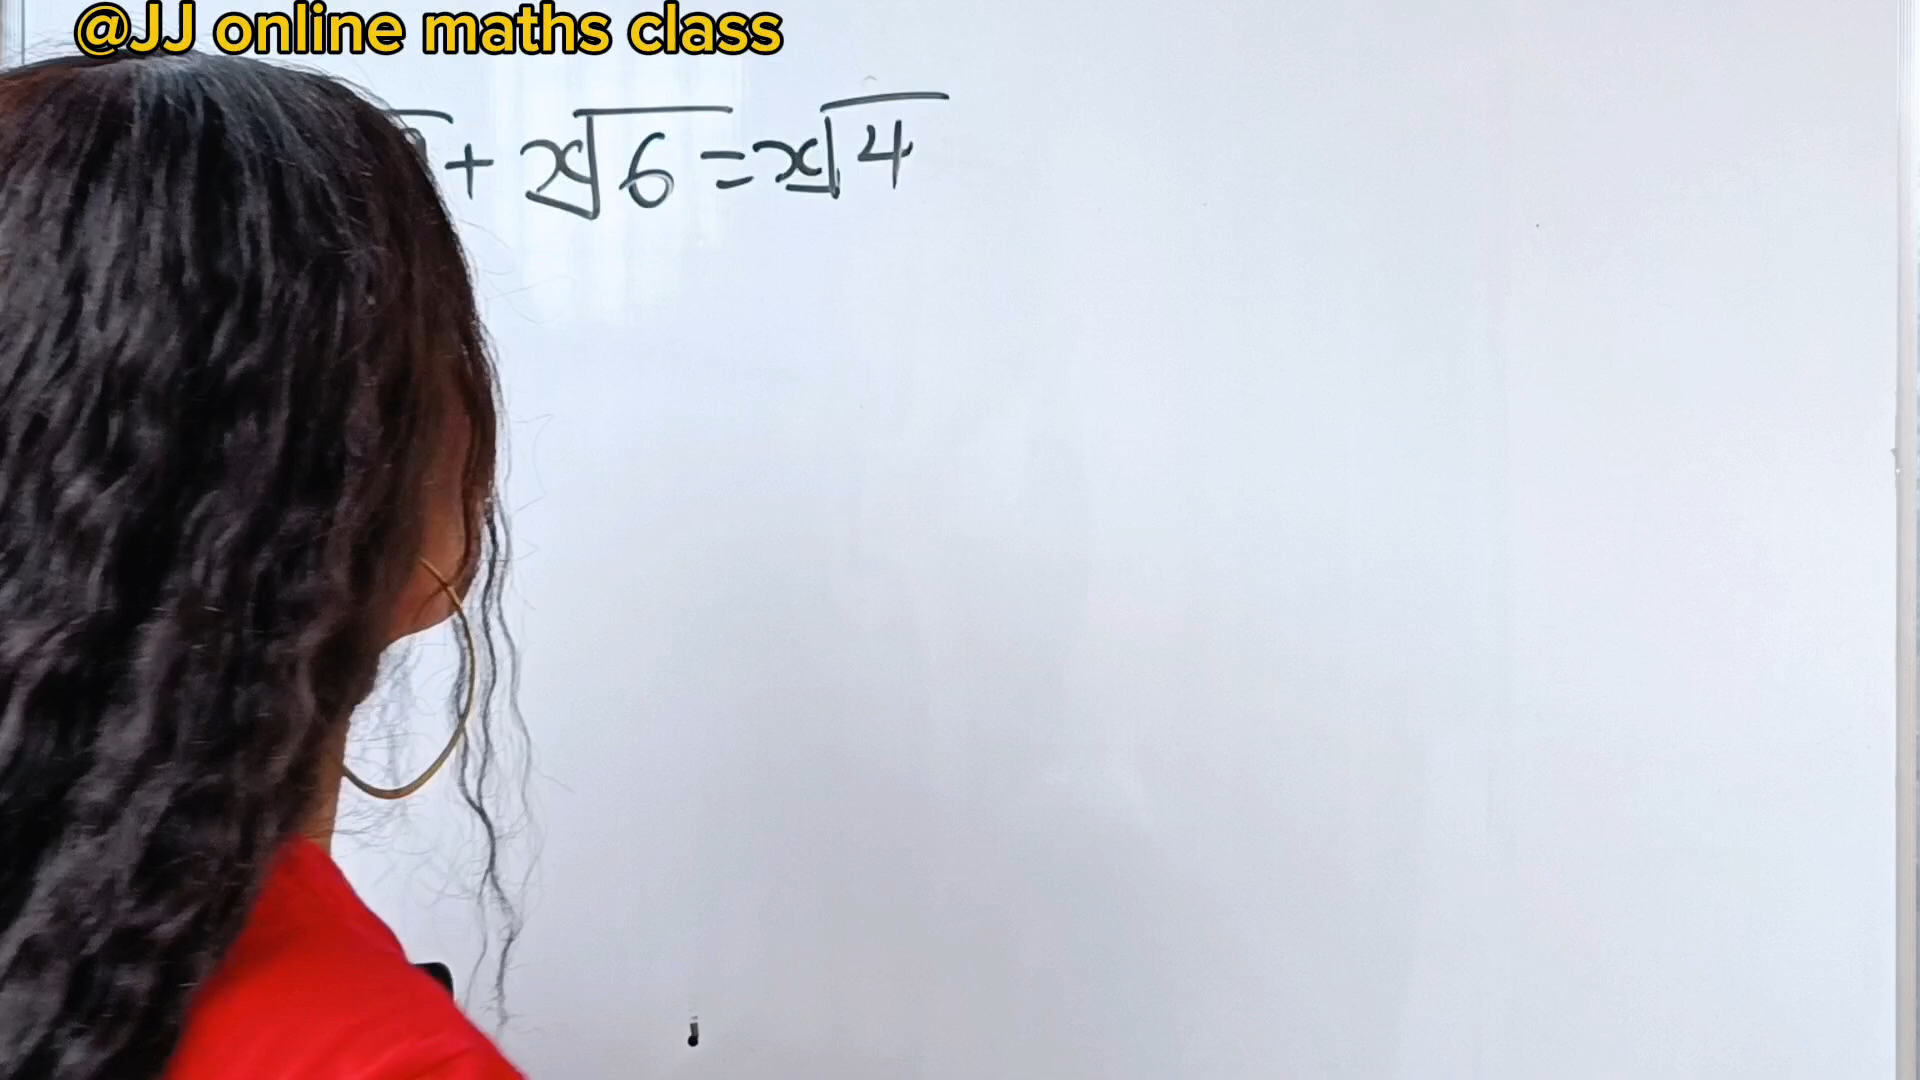 @JJ online maths class
+ ˣ√6 = ˣ√4